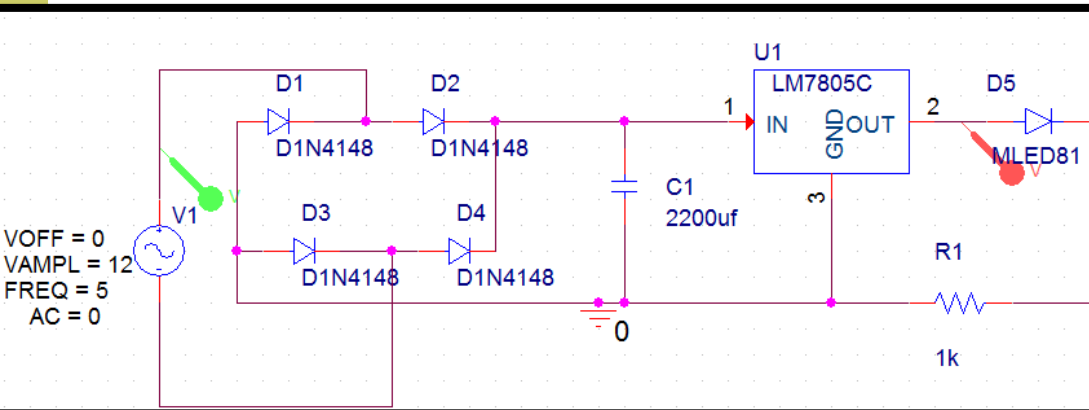 U1
D1
D2
LM7805C
D5
1
IN
GND
OUT
2
D1N4148
D1N4148
MLED81
V
V
C1
2200uf
3
V1
D3
D4
VOFF = 0
VAMPL = 12
FREQ = 5
AC = 0
D1N4148
D1N4148
R1
0
1k